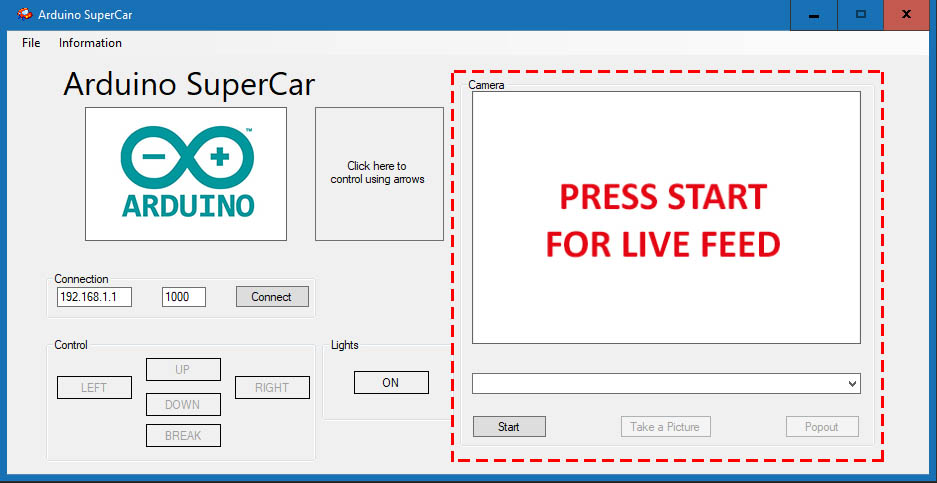 Arduino SuperCar
File Information
Arduino SuperCar
− +
TM
ARDUINO
Click here to
control using arrows
Connection
192.168.1.1 1000 Connect
Control
LEFT
UP
RIGHT
DOWN
BREAK
Lights
ON
Camera
PRESS START
FOR LIVE FEED
Start Take a Picture Popout